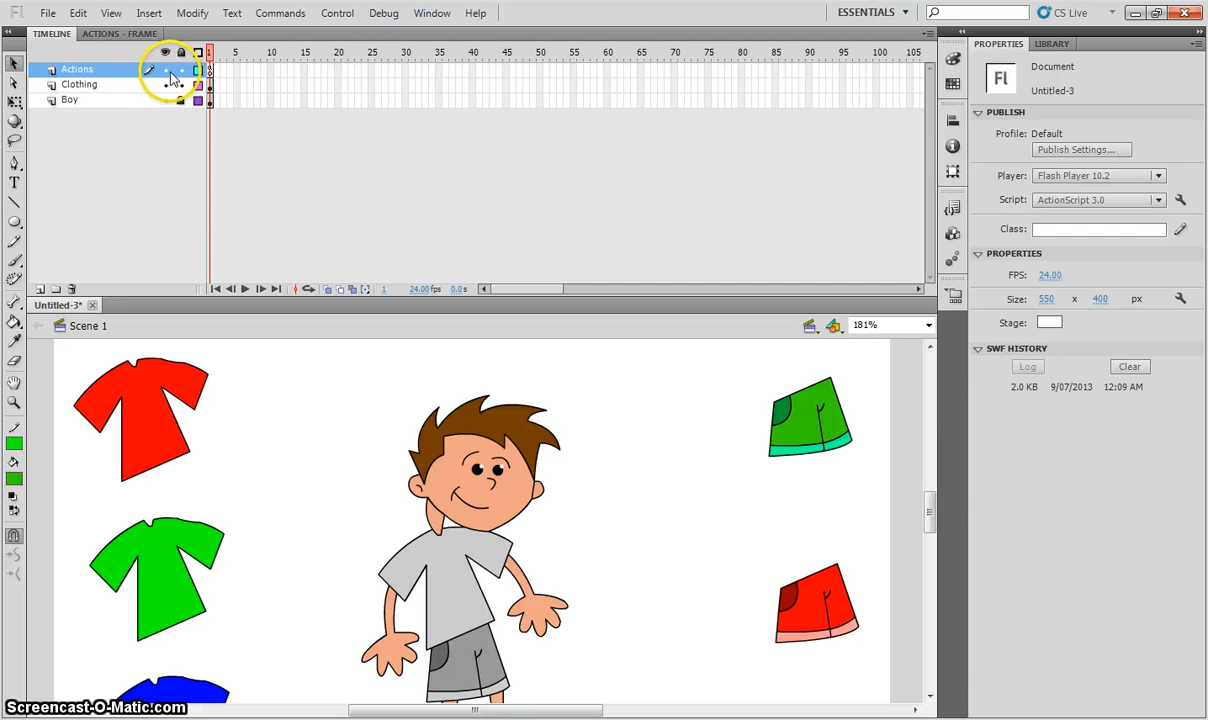 Fl File Edit View Insert Modify Text Commands Control Debug Window Help ESSENTIALS CS Live
TIMELINE ACTIONS - FRAME
1 5 10 15 20 25 30 35 40 45 50 55 60 65 70 75 80 85 90 95 100 105
Actions
Clothing
Boy
1 24.00 fps 0.0 s
Untitled-3*
Scene 1
181%
PROPERTIES LIBRARY
Fl
Document
Untitled-3
PUBLISH
Profile: Default
Publish Settings...
Player: Flash Player 10.2
Script: ActionScript 3.0
Class:
PROPERTIES
FPS: 24.00
Size: 550 x 400 px
Stage:
SWF HISTORY
Log Clear
2.0 KB 9/07/2013 12:09 AM
Screencast-O-Matic.com